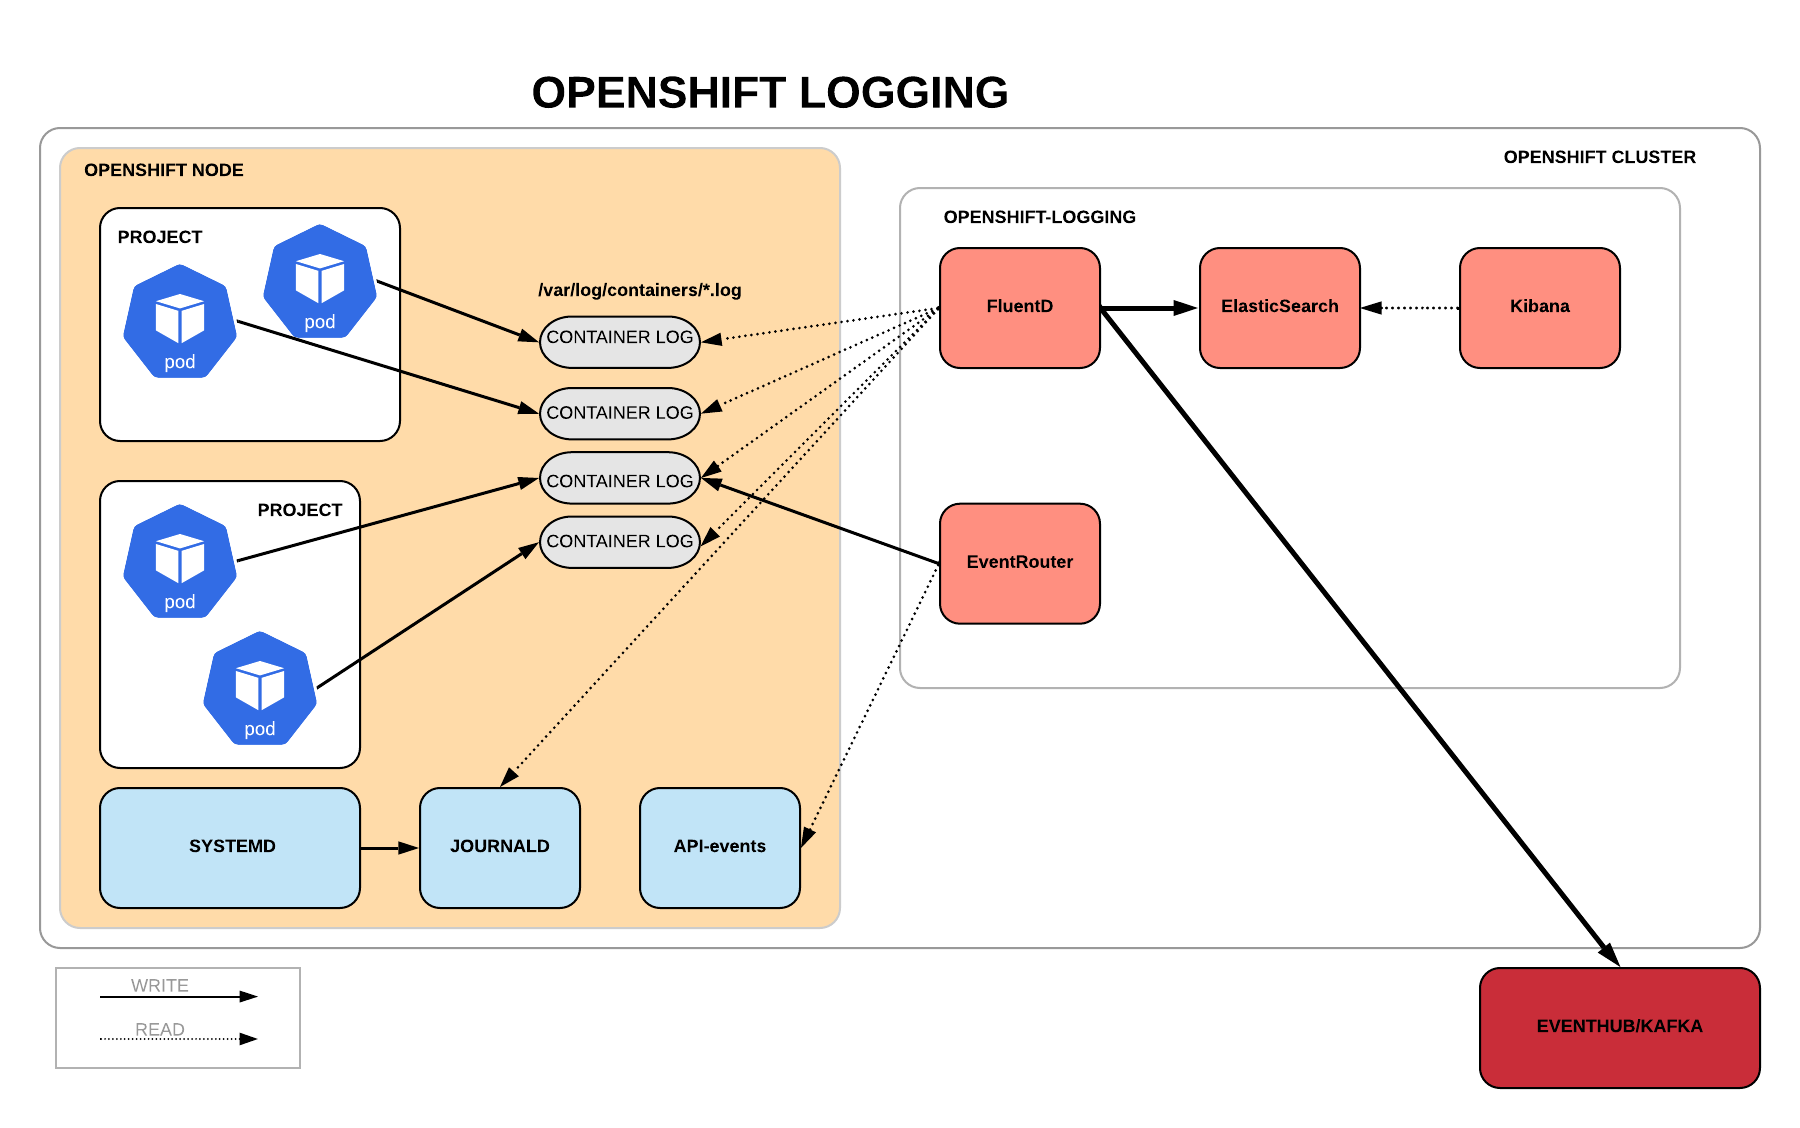 OPENSHIFT LOGGING
OPENSHIFT CLUSTER
OPENSHIFT NODE
PROJECT
pod
pod
/var/log/containers/*.log
CONTAINER LOG
CONTAINER LOG
CONTAINER LOG
CONTAINER LOG
PROJECT
pod
pod
SYSTEMD
JOURNALD
API-events
OPENSHIFT-LOGGING
FluentD
ElasticSearch
Kibana
EventRouter
WRITE
READ
EVENTHUB/KAFKA